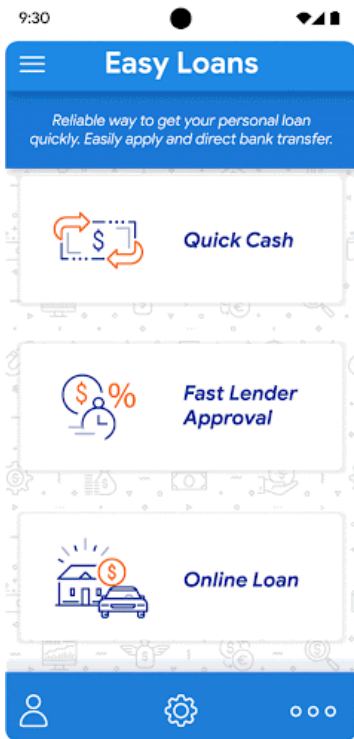 9:30
Easy Loans
Reliable way to get your personal loan
quickly. Easily apply and direct bank transfer.
$
Quick Cash
$ %
Fast Lender
Approval
$
Online Loan